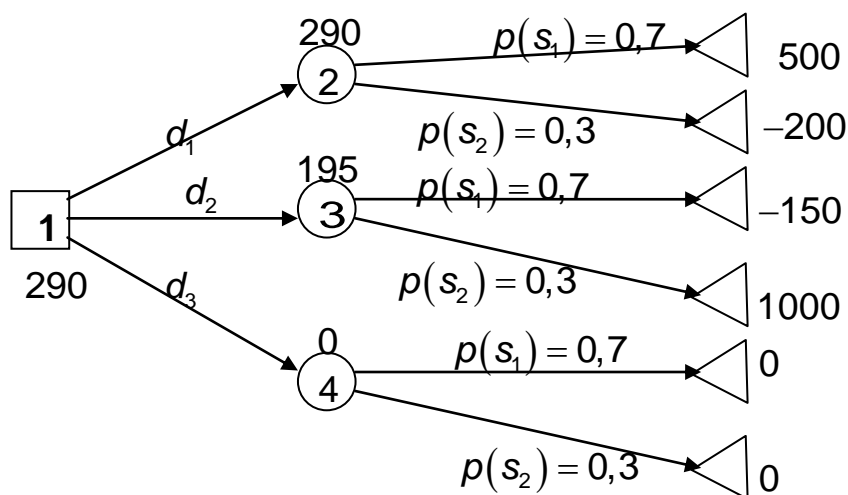 290
p(s₁) = 0,7
500
2
d₁
p(s₂) = 0,3
−200
195
p(s₁) = 0,7
d₂
3
−150
1
290
d₃
p(s₂) = 0,3
1000
0
p(s₁) = 0,7
0
4
p(s₂) = 0,3
0